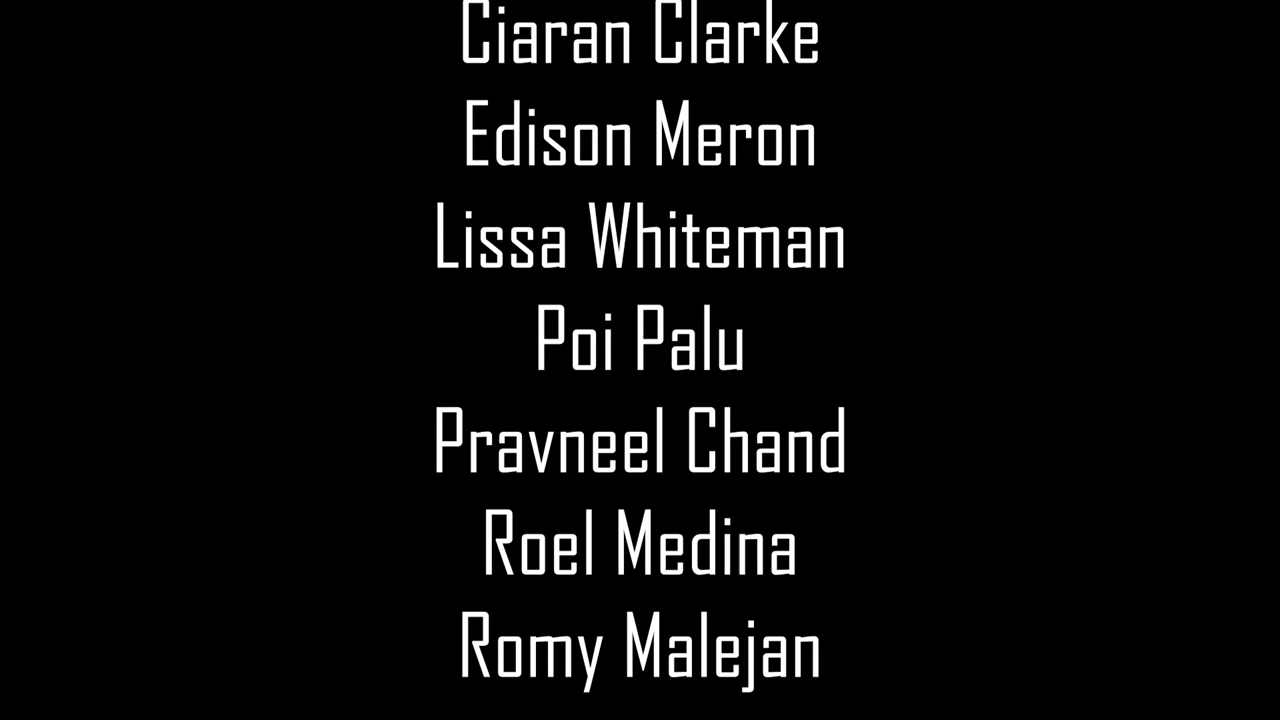 Ciaran Clarke
Edison Meron
Lissa Whiteman
Poi Palu
Pravneel Chand
Roel Medina
Romy Malejan